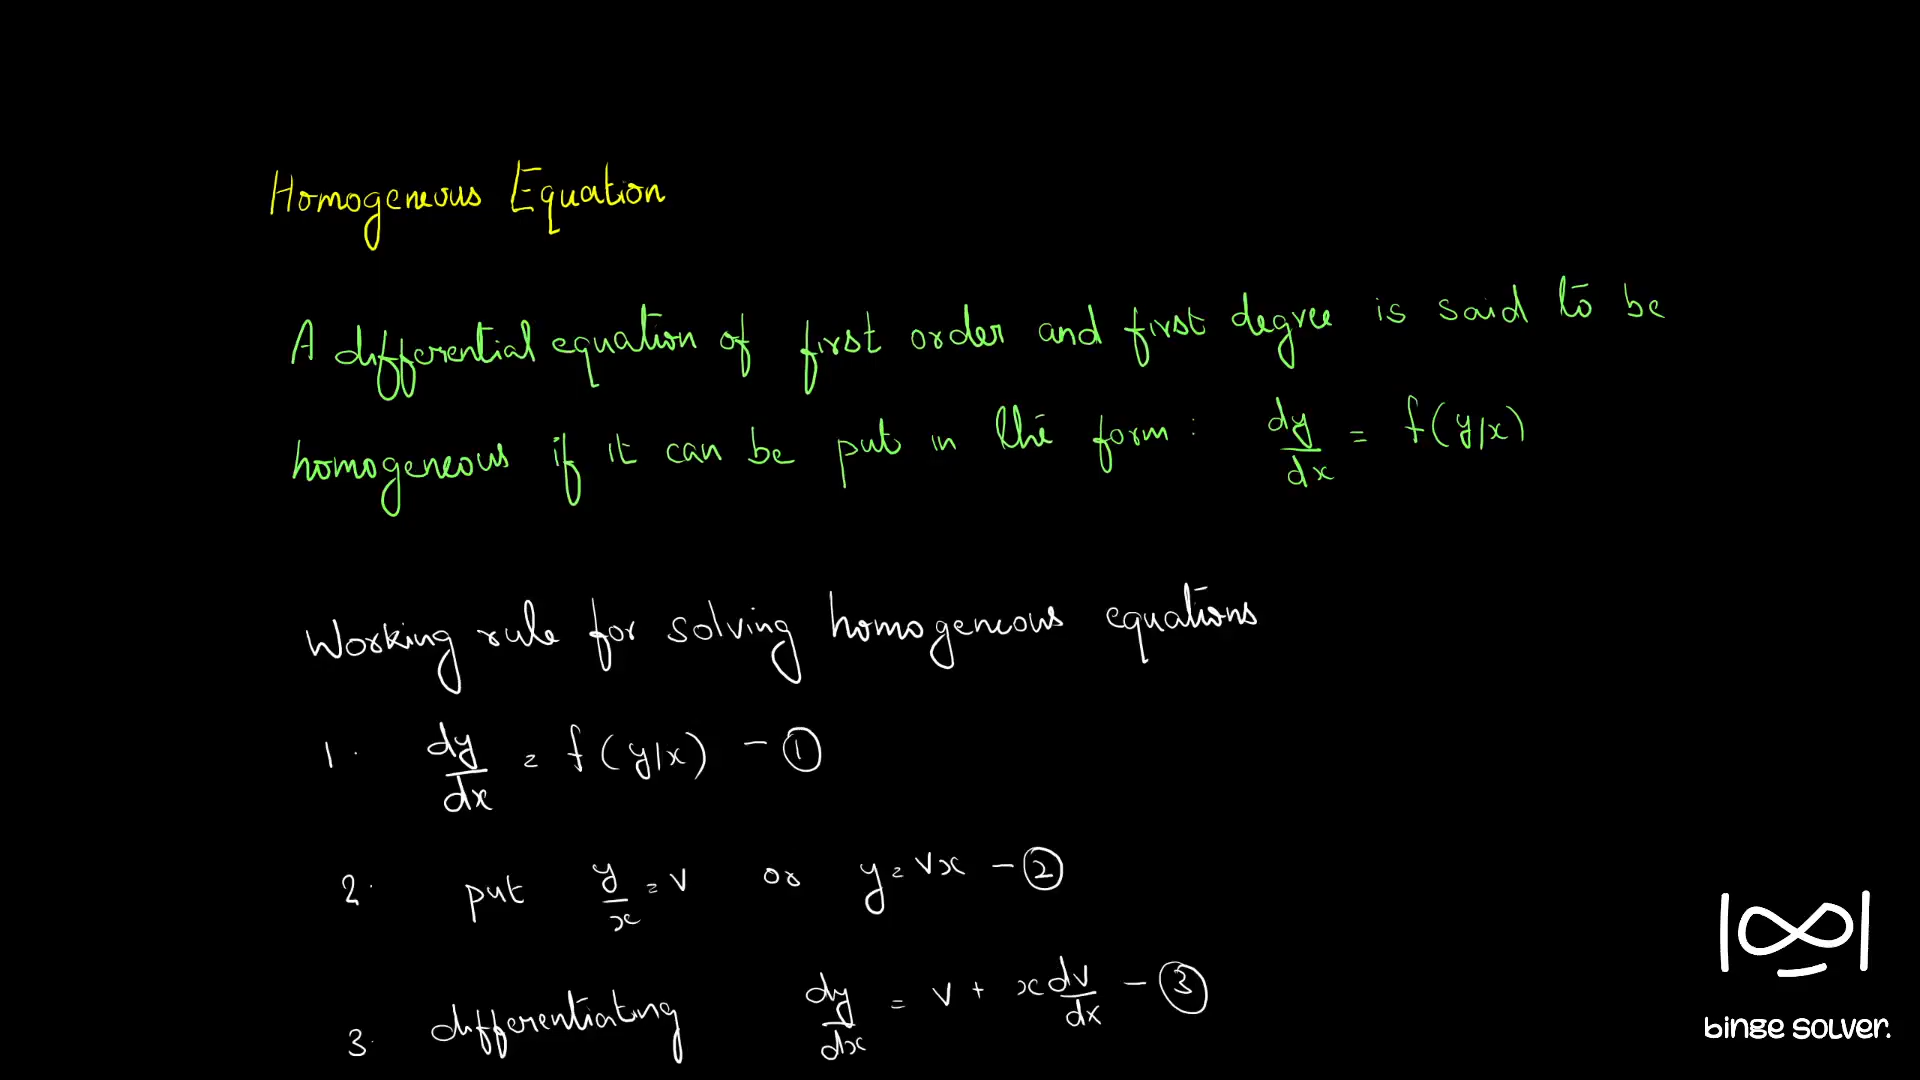 Homogeneous Equation
A differential equation of first order and first degree is said to be
homogeneous if it can be put in the form: dy/dx = f(y/x)
Working rule for solving homogeneous equations
1. dy/dx = f(y/x) - ①
2. put y/x = v or y = vx - ②
3. differentiating dy/dx = v + x dv/dx - ③
binge solver.